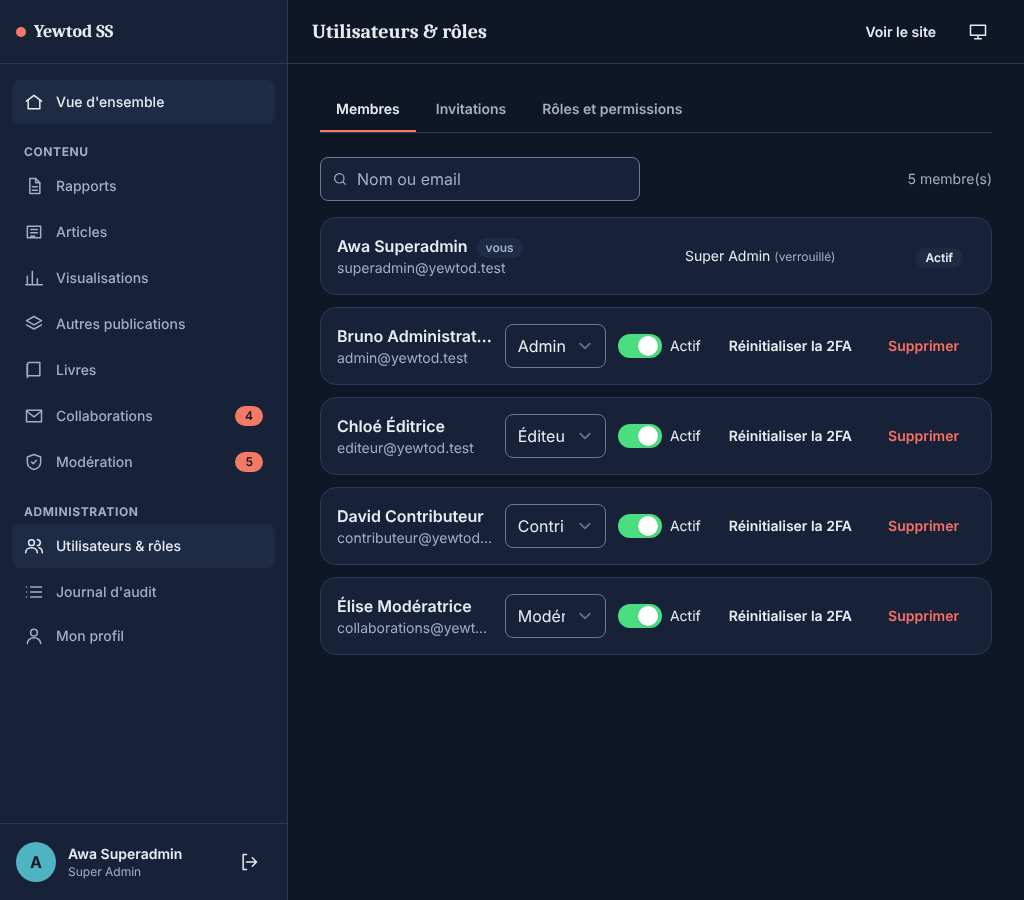 Yewtod SS
Utilisateurs & rôles
Voir le site
Vue d'ensemble
CONTENU
Rapports
Articles
Visualisations
Autres publications
Livres
Collaborations 4
Modération 5
ADMINISTRATION
Utilisateurs & rôles
Journal d'audit
Mon profil
A
Awa Superadmin
Super Admin
Membres Invitations Rôles et permissions
Nom ou email
5 membre(s)
Awa Superadmin vous
superadmin@yewtod.test
Super Admin (verrouillé) Actif
Bruno Administrat...
admin@yewtod.test
Admin Actif Réinitialiser la 2FA Supprimer
Chloé Éditrice
editeur@yewtod.test
Éditeu Actif Réinitialiser la 2FA Supprimer
David Contributeur
contributeur@yewtod...
Contri Actif Réinitialiser la 2FA Supprimer
Élise Modératrice
collaborations@yewt...
Modér Actif Réinitialiser la 2FA Supprimer